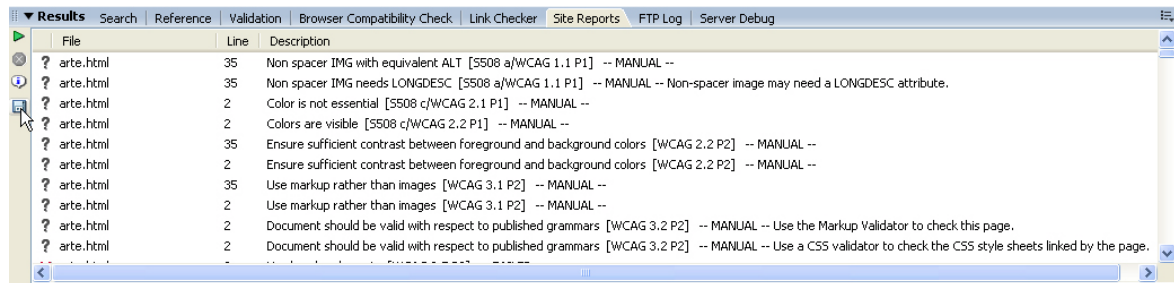 Results Search Reference Validation Browser Compatibility Check Link Checker Site Reports FTP Log Server Debug
File Line Description
? arte.html 35 Non spacer IMG with equivalent ALT [S508 a/WCAG 1.1 P1] -- MANUAL --
? arte.html 35 Non spacer IMG needs LONGDESC [S508 a/WCAG 1.1 P1] -- MANUAL -- Non-spacer image may need a LONGDESC attribute.
? arte.html 2 Color is not essential [S508 c/WCAG 2.1 P1] -- MANUAL --
? arte.html 2 Colors are visible [S508 c/WCAG 2.2 P1] -- MANUAL --
? arte.html 35 Ensure sufficient contrast between foreground and background colors [WCAG 2.2 P2] -- MANUAL --
? arte.html 2 Ensure sufficient contrast between foreground and background colors [WCAG 2.2 P2] -- MANUAL --
? arte.html 35 Use markup rather than images [WCAG 3.1 P2] -- MANUAL --
? arte.html 2 Use markup rather than images [WCAG 3.1 P2] -- MANUAL --
? arte.html 2 Document should be valid with respect to published grammars [WCAG 3.2 P2] -- MANUAL -- Use the Markup Validator to check this page.
? arte.html 2 Document should be valid with respect to published grammars [WCAG 3.2 P2] -- MANUAL -- Use a CSS validator to check the CSS style sheets linked by the page.